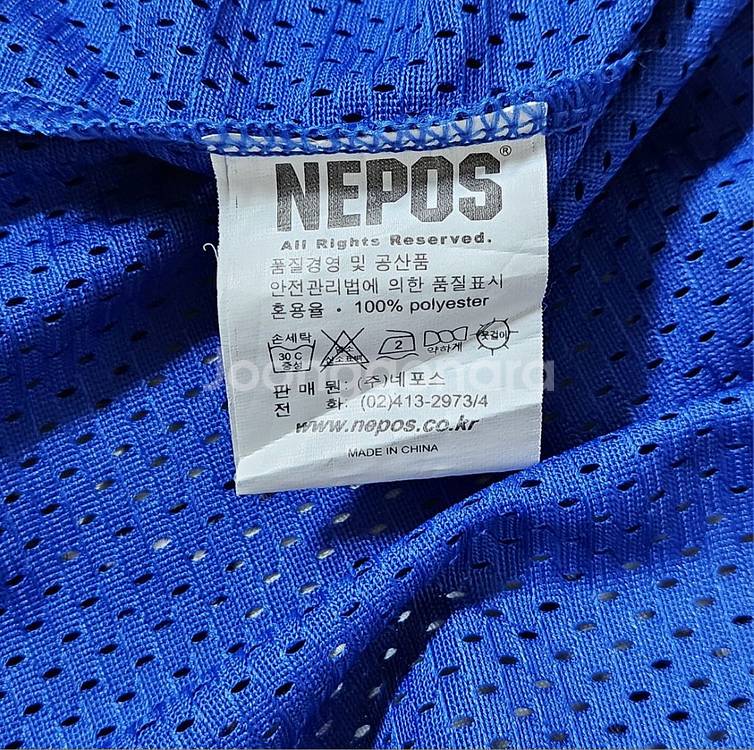 NEPOS®
All Rights Reserved.
품질경영 및 공산품
안전관리법에 의한 품질표시
혼용율 • 100% polyester
손세탁
30 C
중성
2
약하게
옷걸이
판 매 원: (주)네포스
전 화: (02)413-2973/4
www.nepos.co.kr
MADE IN CHINA